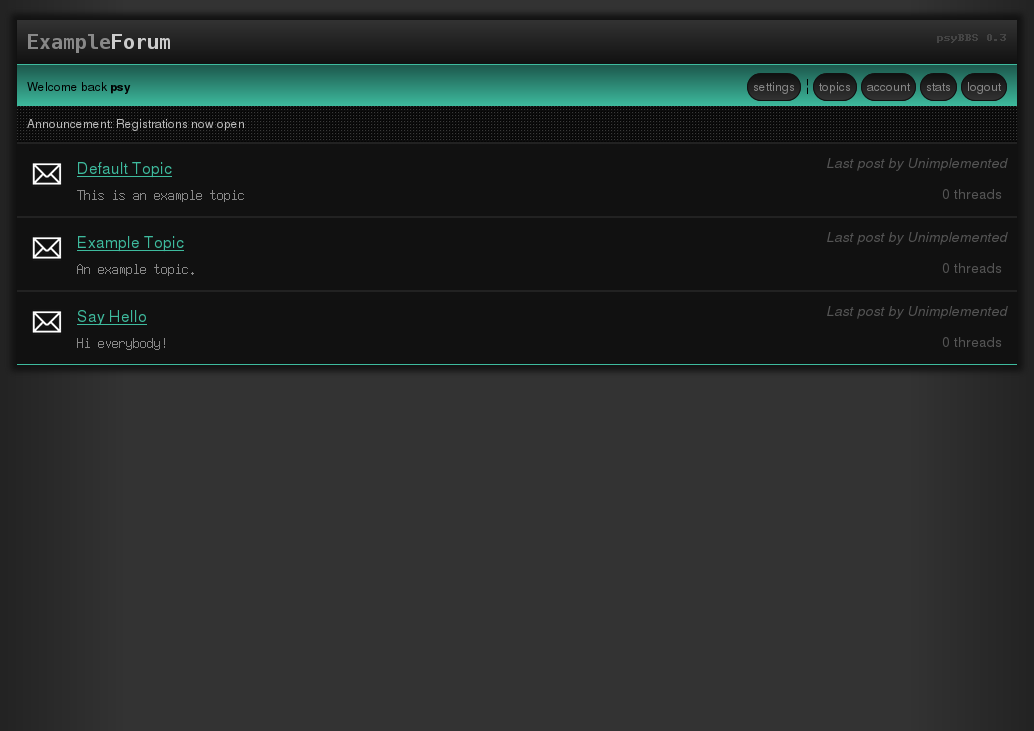 ExampleForum
psyBBS 0.3
Welcome back psy
settings | topics account stats logout
Announcement: Registrations now open
Default Topic
Last post by Unimplemented
This is an example topic
0 threads
Example Topic
Last post by Unimplemented
An example topic.
0 threads
Say Hello
Last post by Unimplemented
Hi everybody!
0 threads